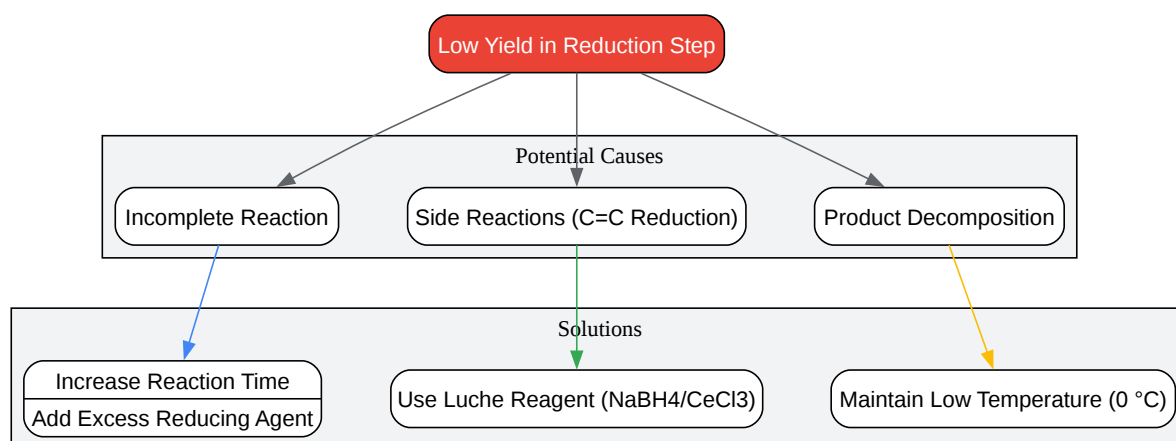 Low Yield in Reduction Step
Potential Causes
Incomplete Reaction
Side Reactions (C=C Reduction)
Product Decomposition
Solutions
Increase Reaction Time
Add Excess Reducing Agent
Use Luche Reagent (NaBH4/CeCl3)
Maintain Low Temperature (0 °C)